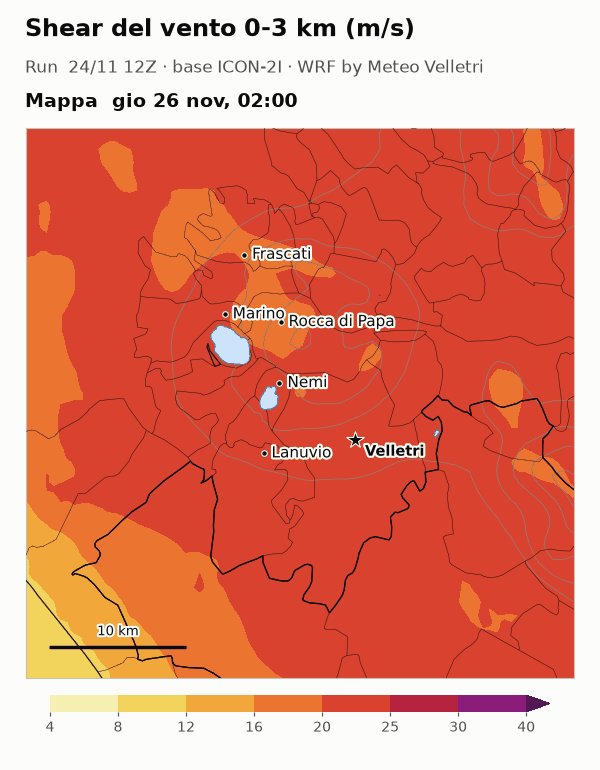 Shear del vento 0-3 km (m/s)
Run  24/11 12Z · base ICON-2I · WRF by Meteo Velletri
Mappa  gio 26 nov, 02:00
Frascati
Marino
Rocca di Papa
Nemi
Velletri
Lanuvio
10 km
4 8 12 16 20 25 30 40